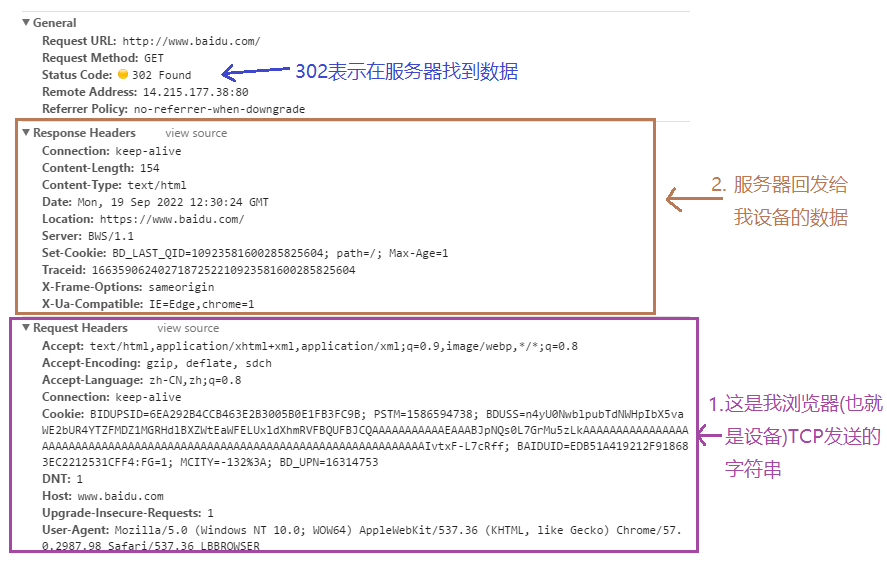 General
Request URL: http://www.baidu.com/
Request Method: GET
Status Code: 302 Found
302表示在服务器找到数据
Remote Address: 14.215.177.38:80
Referrer Policy: no-referrer-when-downgrade
Response Headers view source
Connection: keep-alive
Content-Length: 154
Content-Type: text/html
Date: Mon, 19 Sep 2022 12:30:24 GMT
Location: https://www.baidu.com/
Server: BWS/1.1
Set-Cookie: BD_LAST_QID=10923581600285825604; path=/; Max-Age=1
Traceid: 1663590624027187252210923581600285825604
X-Frame-Options: sameorigin
X-Ua-Compatible: IE=Edge,chrome=1
2. 服务器回发给
我设备的数据
Request Headers view source
Accept: text/html,application/xhtml+xml,application/xml;q=0.9,image/webp,*/*;q=0.8
Accept-Encoding: gzip, deflate, sdch
Accept-Language: zh-CN,zh;q=0.8
Connection: keep-alive
Cookie: BIDUPSID=6EA292B4CCB463E2B3005B0E1FB3FC9B; PSTM=1586594738; BDUSS=n4yU0NwblpubTdNWHpIbX5va
WE2bUR4YTZFMDZ1MGRHdlBXZWtEaWFELUxldXhmRVFBQUFBJCQAAAAAAAAAAAEAAABJpNQs0L7GrMu5zLkAAAAAAAAAAAAAAA
AAAAAAAAAAAAAAAAAAAAAAAAAAAAAAAAAAAAAAAAAAAAAAAAAAAAAAAAAAAAAAIvtxF-L7cRff; BAIDUID=EDB51A419212F91868
3EC2212531CFF4:FG=1; MCITY=-132%3A; BD_UPN=16314753
DNT: 1
Host: www.baidu.com
Upgrade-Insecure-Requests: 1
User-Agent: Mozilla/5.0 (Windows NT 10.0; WOW64) AppleWebKit/537.36 (KHTML, like Gecko) Chrome/57.
0.2987.98 Safari/537.36 LBBROWSER
1.这是我浏览器(也就
是设备)TCP发送的
字符串